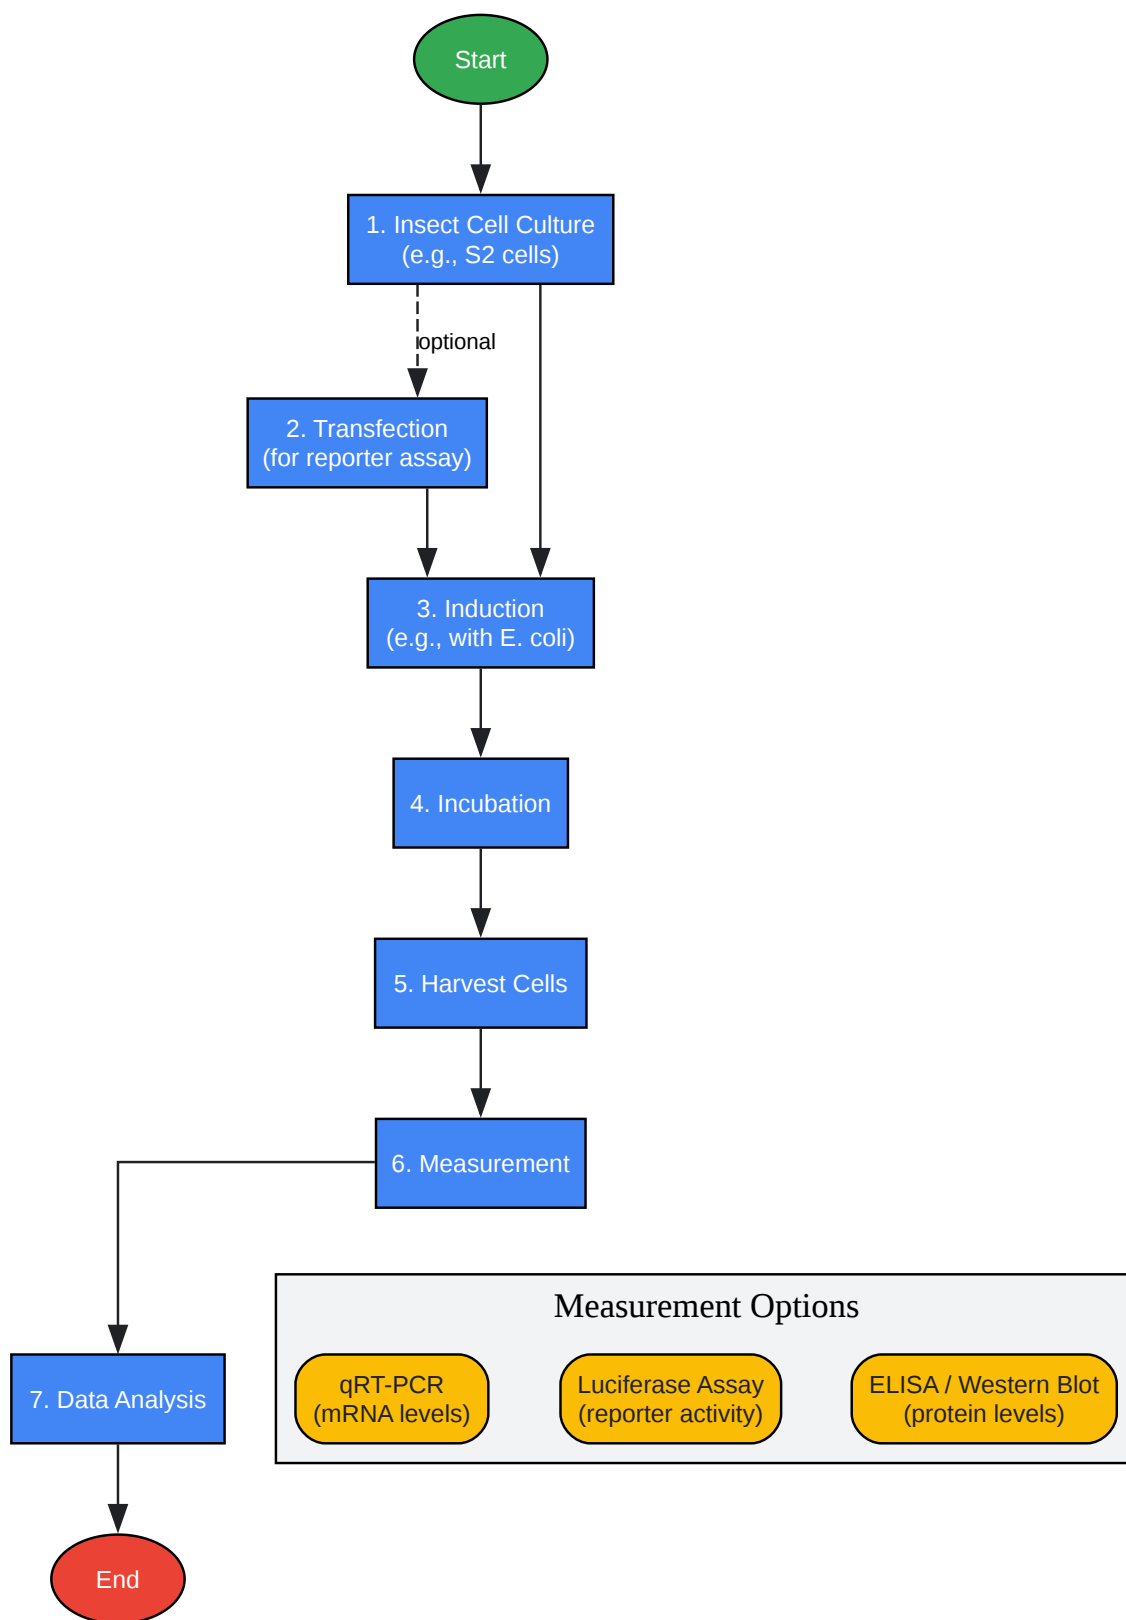 Start
1. Insect Cell Culture
(e.g., S2 cells)
optional
2. Transfection
(for reporter assay)
3. Induction
(e.g., with E. coli)
4. Incubation
5. Harvest Cells
6. Measurement
Measurement Options
qRT-PCR
(mRNA levels)
Luciferase Assay
(reporter activity)
ELISA / Western Blot
(protein levels)
7. Data Analysis
End